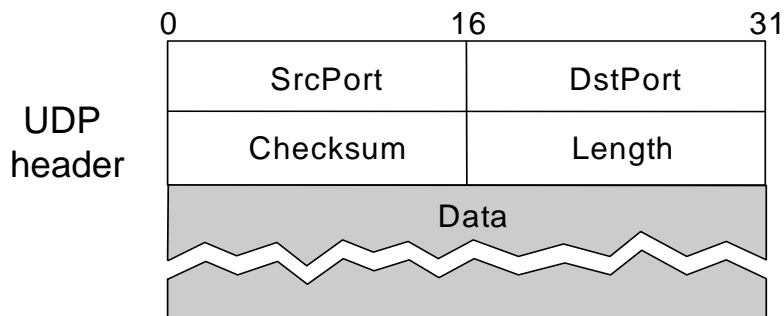 0 16 31
SrcPort DstPort
UDP
header
Checksum Length
Data